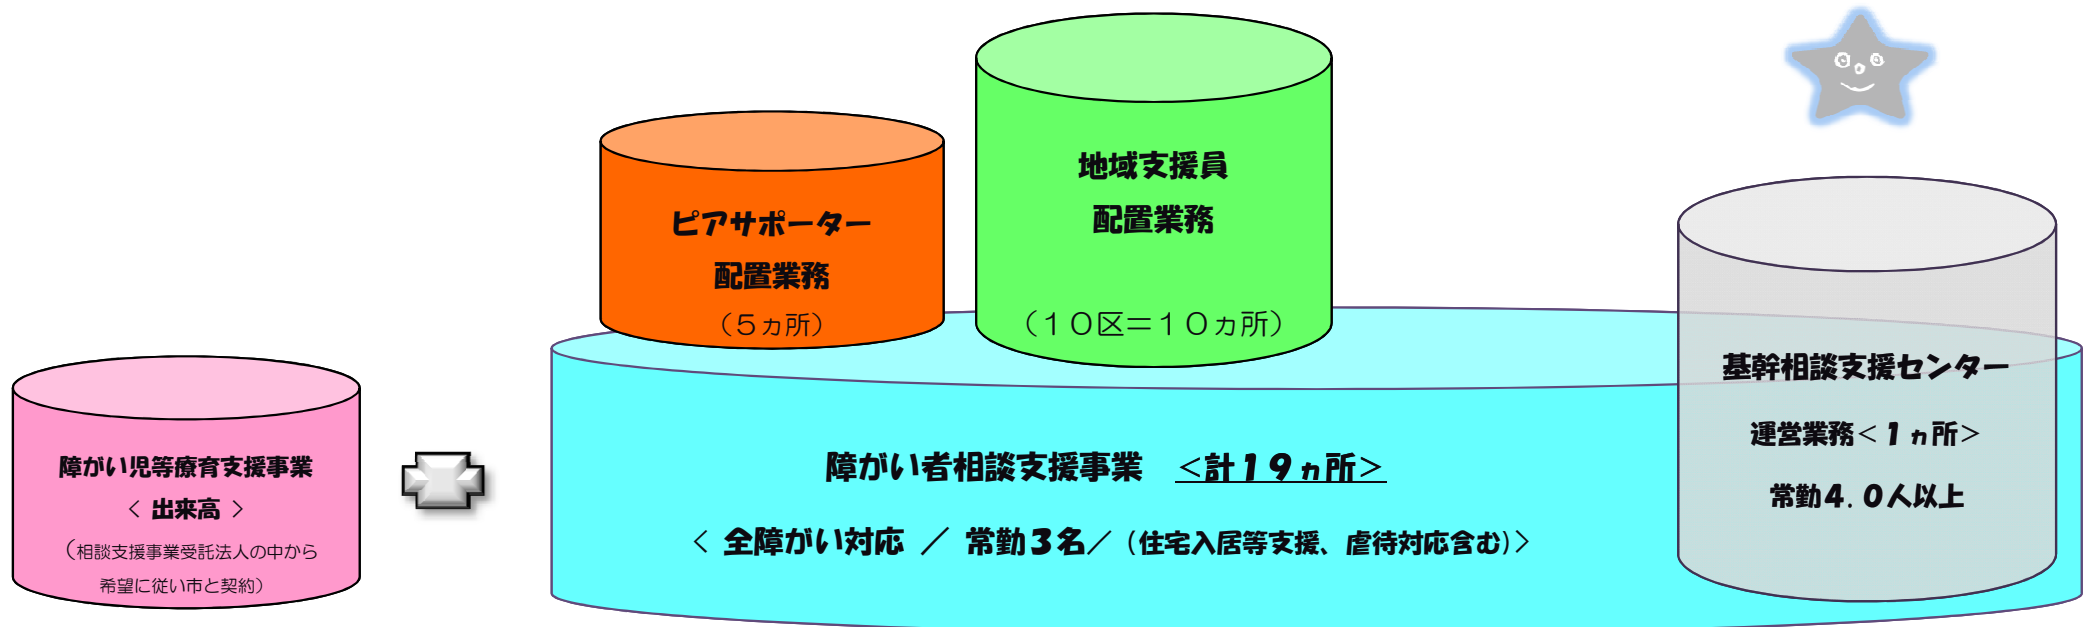 地域支援員
配置業務
（１０区＝１０ヵ所）
ピアサポーター
配置業務
（５ヵ所）
基幹相談支援センター
運営業務＜１ヵ所＞
常勤４．０人以上
障がい児等療育支援事業
＜ 出来高 ＞
（相談支援事業受託法人の中から
希望に従い市と契約）
障がい者相談支援事業　＜計１９ヵ所＞
＜ 全障がい対応 ／ 常勤３名／（住宅入居等支援、虐待対応含む）＞